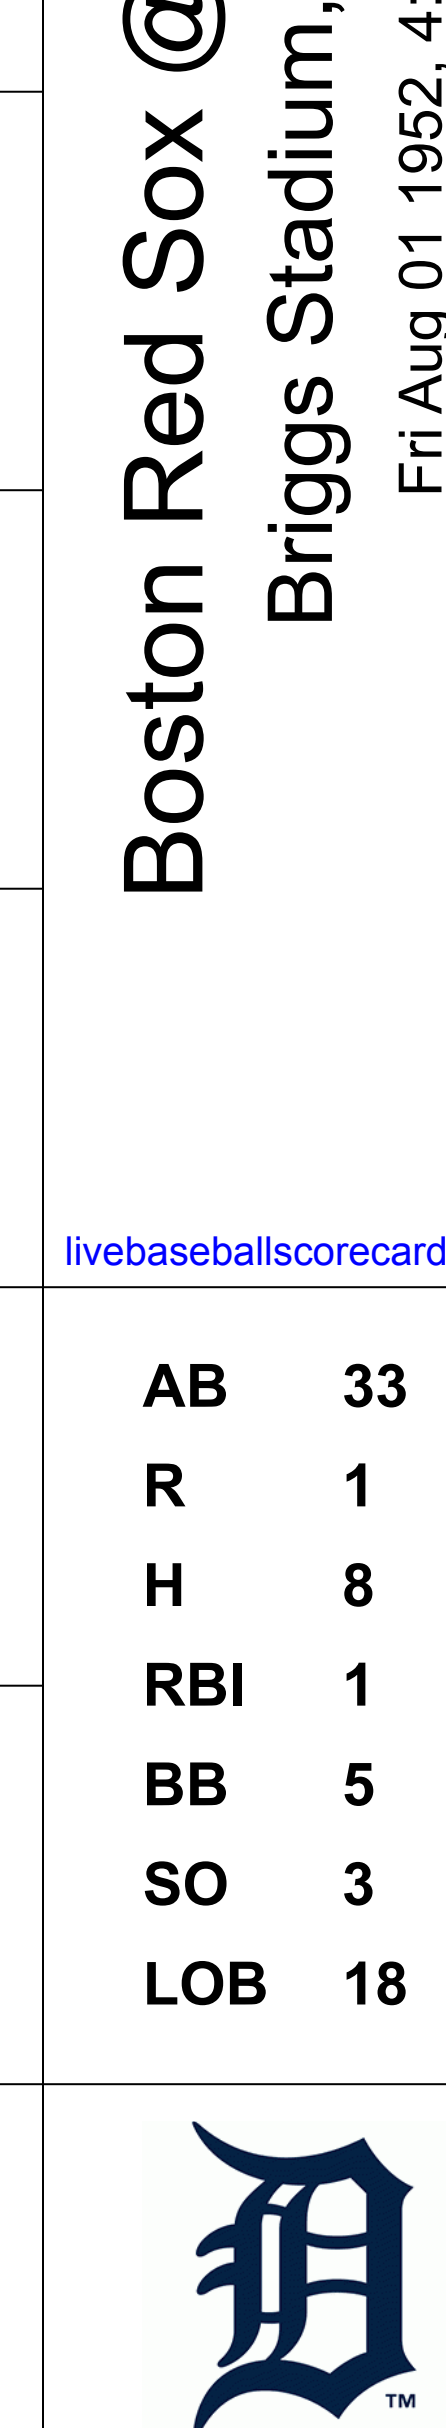 Boston Red Sox @
Briggs Stadium,
Fri Aug 01 1952, 4:
livebaseballscorecard
AB 33
R 1
H 8
RBI 1
BB 5
SO 3
LOB 18
D
TM